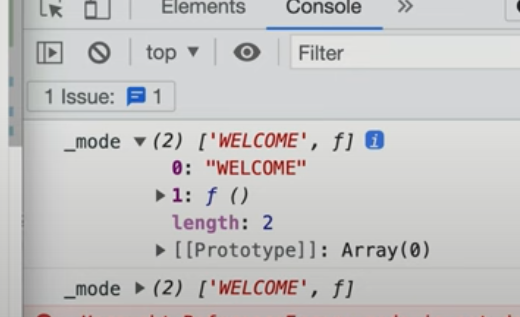 Elements Console »
top ▼ Filter
1 Issue: 1
_mode ▼(2) ['WELCOME', ƒ] i
0: "WELCOME"
▶1: ƒ ()
length: 2
▶[[Prototype]]: Array(0)
_mode ▶(2) ['WELCOME', ƒ]